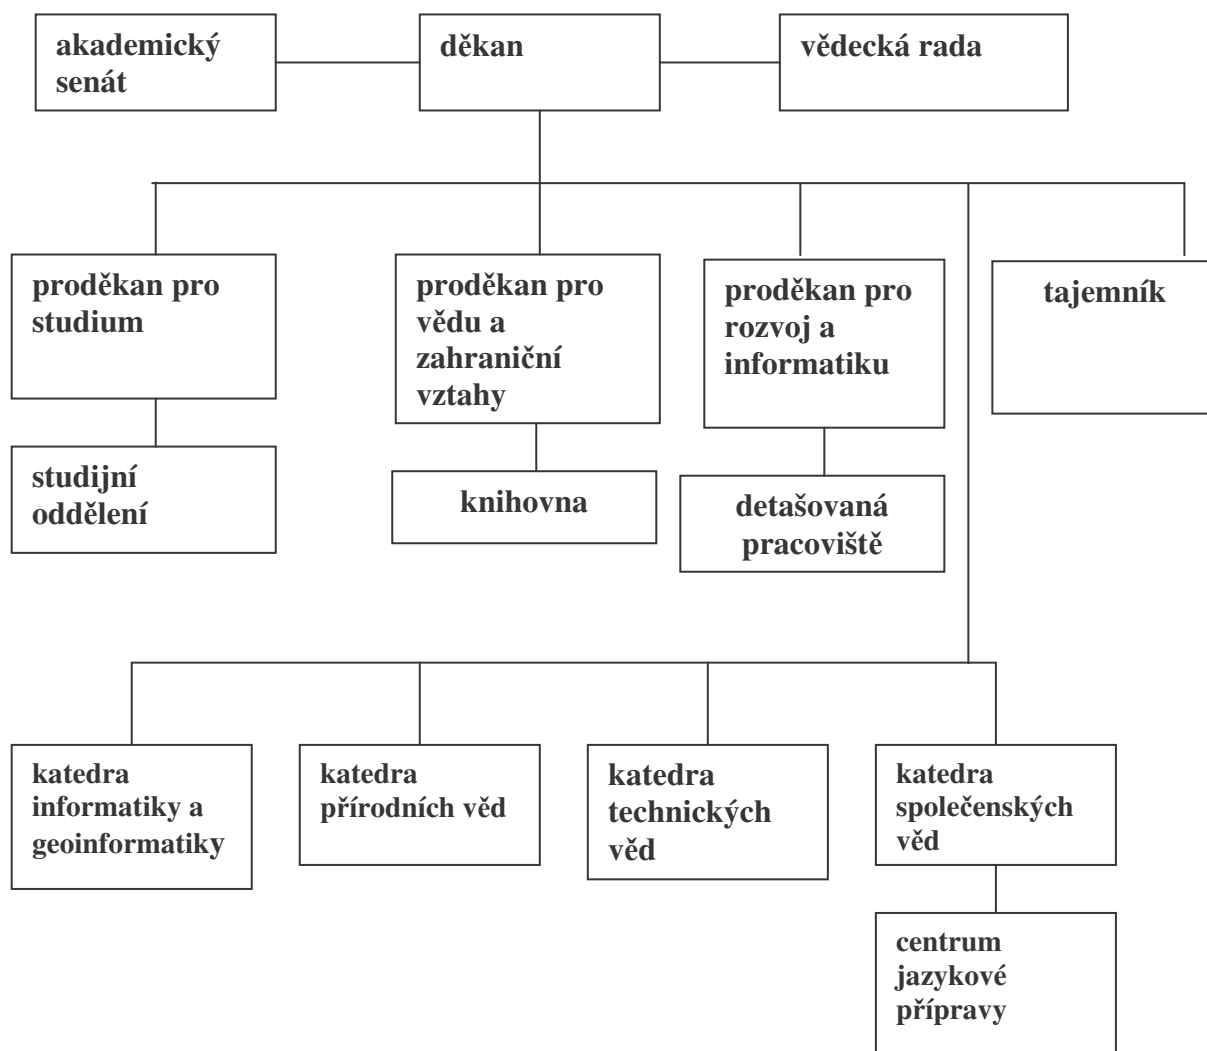 akademický
senát
děkan
vědecká rada
proděkan pro
studium
proděkan pro
vědu a
zahraniční
vztahy
proděkan pro
rozvoj a
informatiku
tajemník
studijní
oddělení
knihovna
detašovaná
pracoviště
katedra
informatiky a
geoinformatiky
katedra
přírodních věd
katedra
technických
věd
katedra
společenských
věd
centrum
jazykové
přípravy